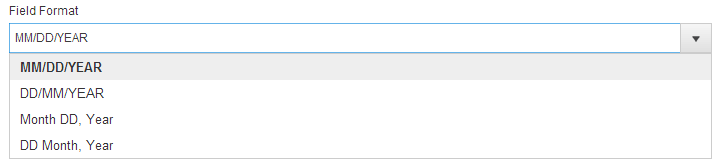 Field Format
MM/DD/YEAR
MM/DD/YEAR
DD/MM/YEAR
Month DD, Year
DD Month, Year